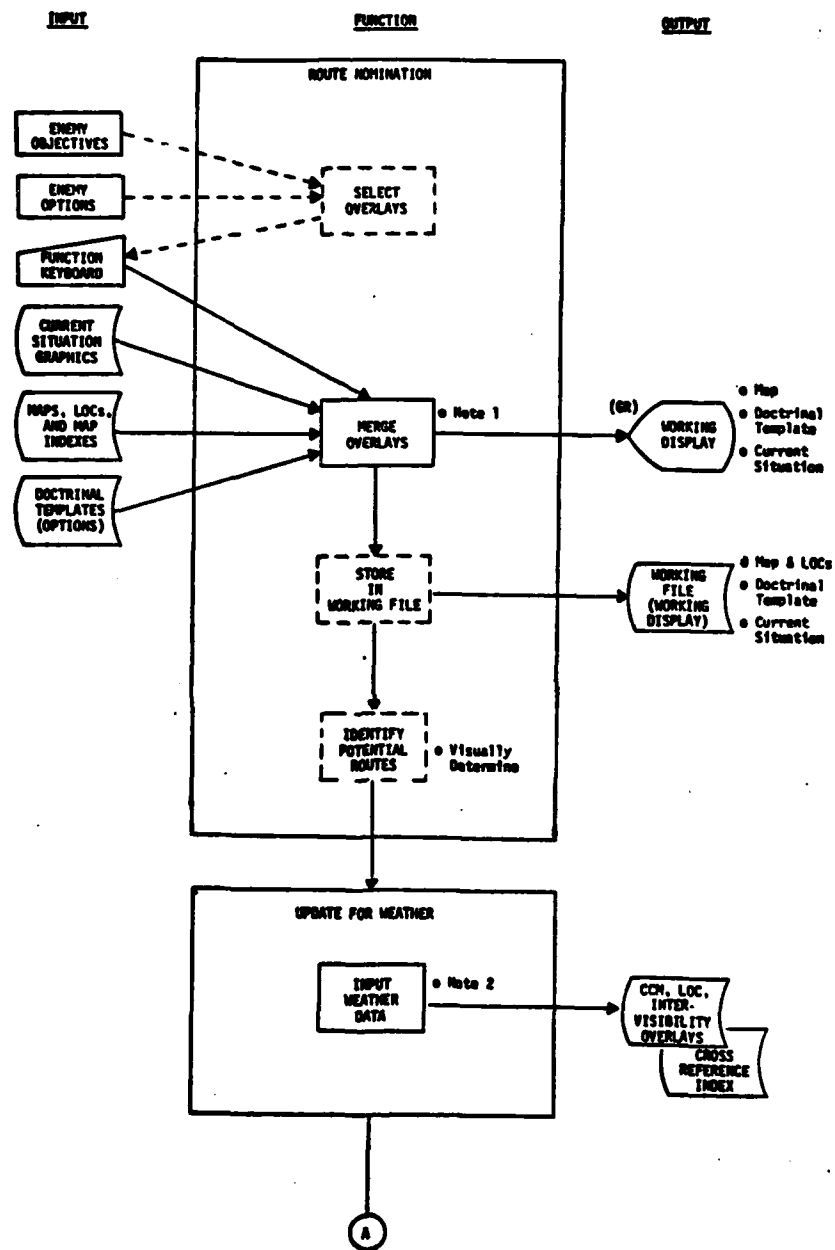 INPUT
FUNCTION
OUTPUT
ROUTE NOMINATION
ENEMY
OBJECTIVES
ENEMY
OPTIONS
SELECT
OVERLAYS
FUNCTION
KEYBOARD
CURRENT
SITUATION
GRAPHICS
MAPS, LOCs,
AND MAP
INDEXES
DOCTRINAL
TEMPLATES
(OPTIONS)
MERGE
OVERLAYS
• Note 1
(GR)
WORKING
DISPLAY
• Map
• Doctrinal
Template
• Current
Situation
STORE
IN
WORKING FILE
WORKING
FILE
(WORKING
DISPLAY)
• Map & LOCs
• Doctrinal
Template
• Current
Situation
IDENTIFY
POTENTIAL
ROUTES
• Visually
Determine
UPDATE FOR WEATHER
INPUT
WEATHER
DATA
• Note 2
CCM, LOC,
INTER-
VISIBILITY
OVERLAYS
CROSS
REFERENCE
INDEX
A